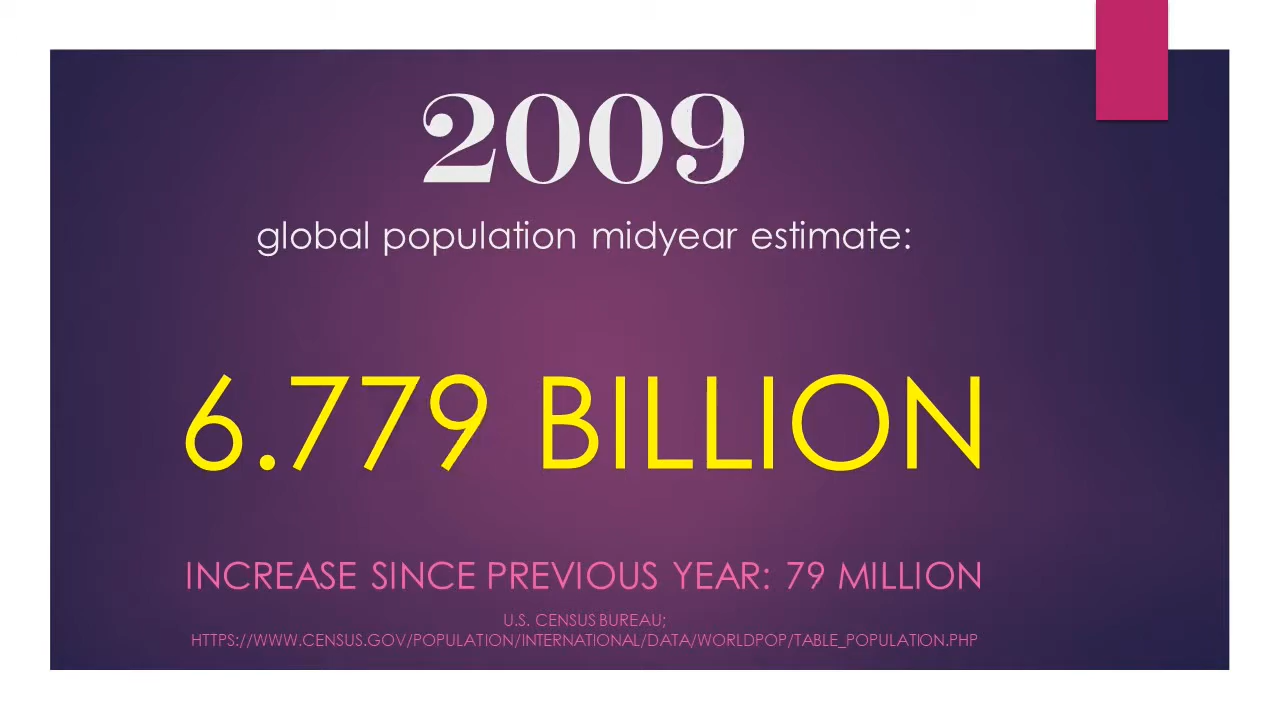 2009
global population midyear estimate:
6.779 BILLION
INCREASE SINCE PREVIOUS YEAR: 79 MILLION
U.S. CENSUS BUREAU;
HTTPS://WWW.CENSUS.GOV/POPULATION/INTERNATIONAL/DATA/WORLDPOP/TABLE_POPULATION.PHP